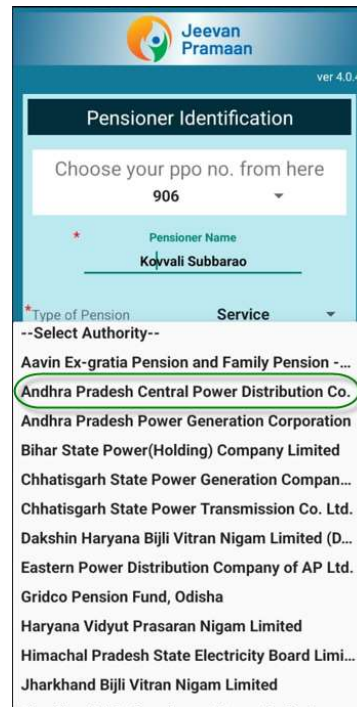 Jeevan
Pramaan
ver 4.0.4
Pensioner Identification
Choose your ppo no. from here
906
* Pensioner Name
Kovvali Subbarao
*Type of Pension Service
--Select Authority--
Aavin Ex-gratia Pension and Family Pension -...
Andhra Pradesh Central Power Distribution Co.
Andhra Pradesh Power Generation Corporation
Bihar State Power(Holding) Company Limited
Chhatisgarh State Power Generation Compan...
Chhatisgarh State Power Transmission Co. Ltd.
Dakshin Haryana Bijli Vitran Nigam Limited (D...
Eastern Power Distribution Company of AP Ltd.
Gridco Pension Fund, Odisha
Haryana Vidyut Prasaran Nigam Limited
Himachal Pradesh State Electricity Board Limi...
Jharkhand Bijli Vitran Nigam Limited